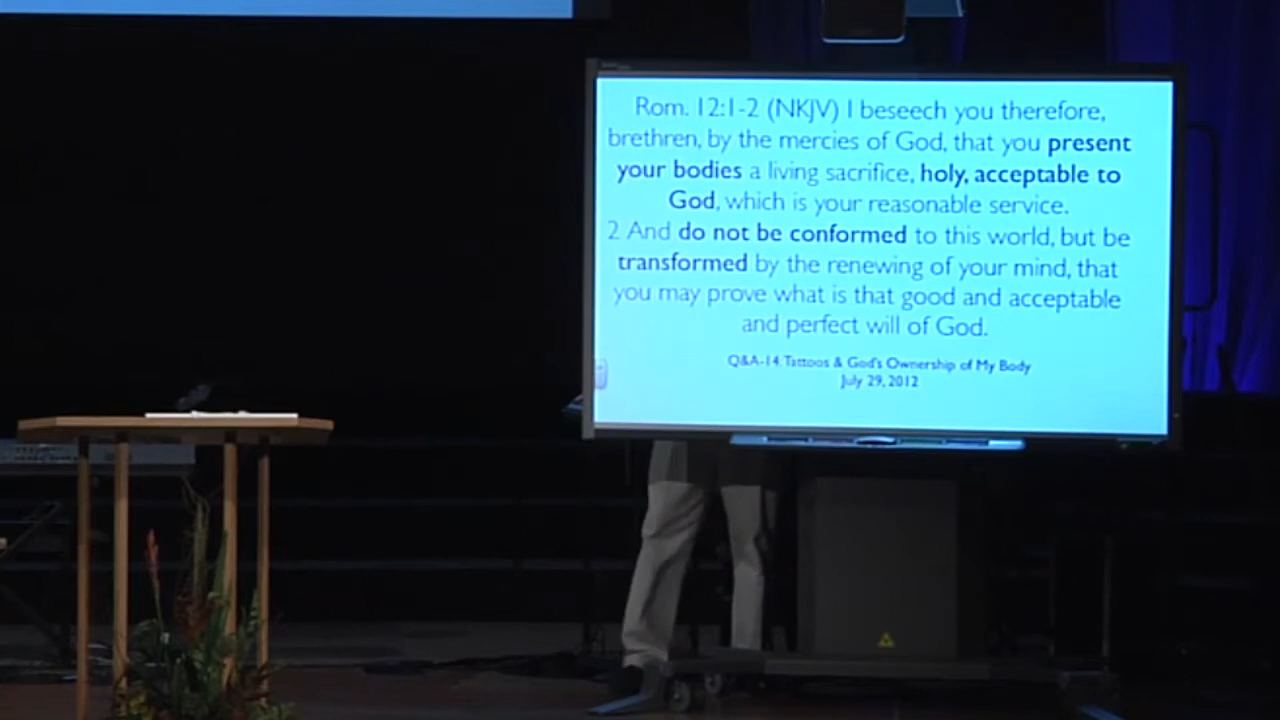 Rom. 12:1-2 (NKJV) I beseech you therefore,
brethren, by the mercies of God, that you present
your bodies a living sacrifice, holy, acceptable to
God, which is your reasonable service.
2 And do not be conformed to this world, but be
transformed by the renewing of your mind, that
you may prove what is that good and acceptable
and perfect will of God.
Q&A-14: Tattoos & God's Ownership of My Body
July 29, 2012